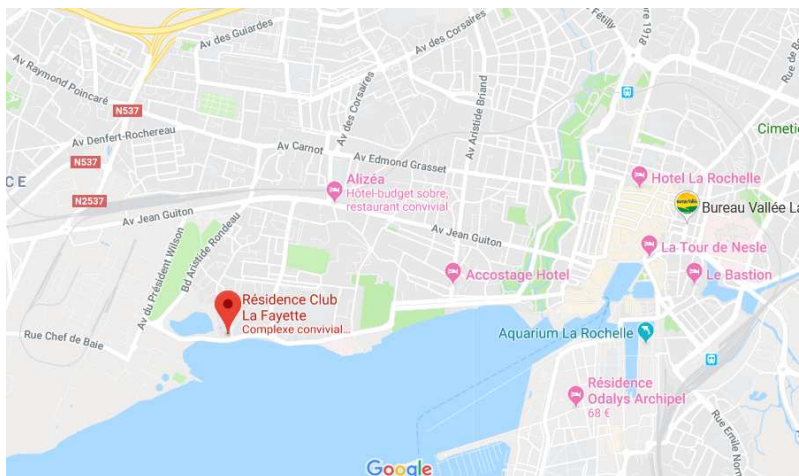 Av des Guiardes
Av des Corsaires
Fétilly
Av Raymond Poincaré
N537
Av des Corsaires
Av Aristide Briand
Av Denfert-Rochereau
Av Carnot
Av Edmond Grasset
N537
N2537
Alizéa
Hôtel-budget sobre,
restaurant convivial
Hotel La Rochelle
Bureau Vallée La
Av Jean Guiton
Av Jean Guiton
La Tour de Nesle
Av du Président Wilson
Bd Aristide Rondeau
Accostage Hotel
Le Bastion
Résidence Club
La Fayette
Complexe convivial...
Rue Chef de Baie
Aquarium La Rochelle
Résidence
Odalys Archipel
68 €
Google